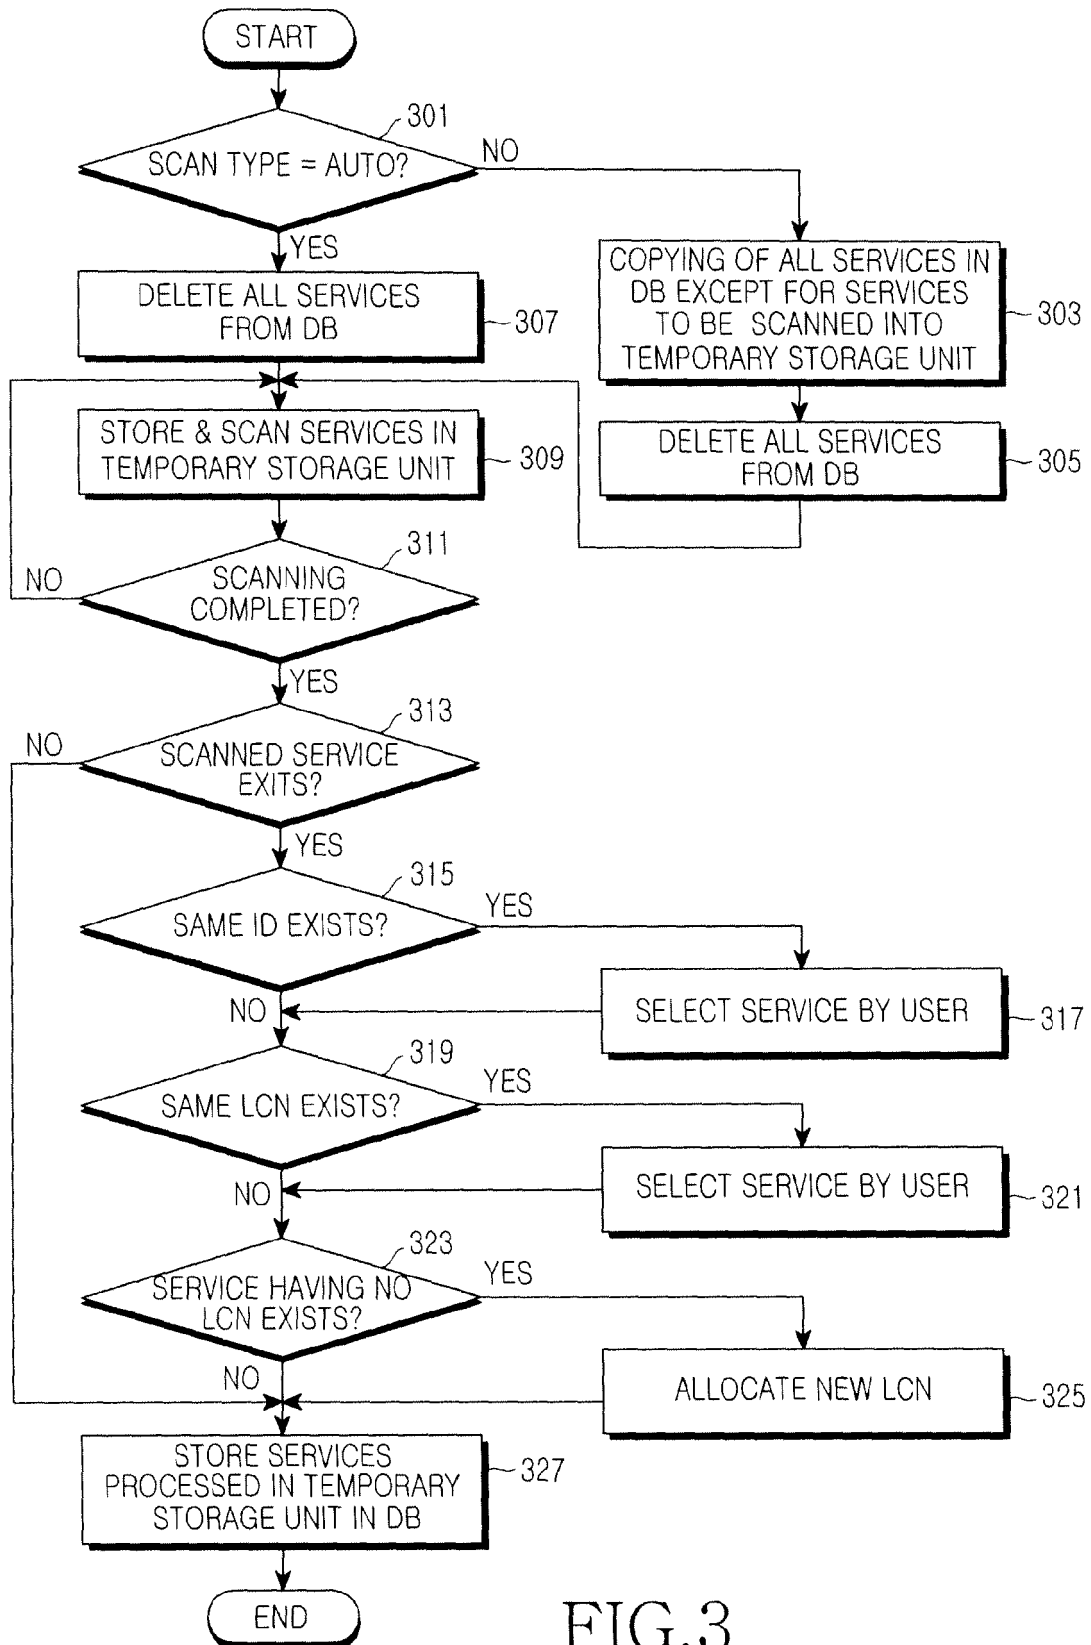 START
301
SCAN TYPE = AUTO?
NO
YES
COPYING OF ALL SERVICES IN
DB EXCEPT FOR SERVICES
TO BE SCANNED INTO
TEMPORARY STORAGE UNIT
303
DELETE ALL SERVICES
FROM DB
307
STORE & SCAN SERVICES IN
TEMPORARY STORAGE UNIT
309
DELETE ALL SERVICES
FROM DB
305
311
NO
SCANNING
COMPLETED?
YES
313
NO
SCANNED SERVICE
EXITS?
YES
315
SAME ID EXISTS?
YES
NO
SELECT SERVICE BY USER
317
319
SAME LCN EXISTS?
YES
NO
SELECT SERVICE BY USER
321
323
SERVICE HAVING NO
LCN EXISTS?
YES
NO
ALLOCATE NEW LCN
325
STORE SERVICES
PROCESSED IN TEMPORARY
STORAGE UNIT IN DB
327
END
FIG.3